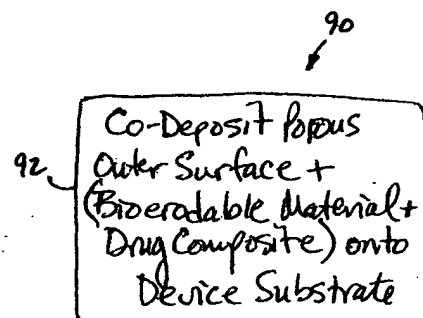 90
92
Co-Deposit Porous
Outer Surface +
(Bioerodable Material +
Drug Composite) onto
Device Substrate